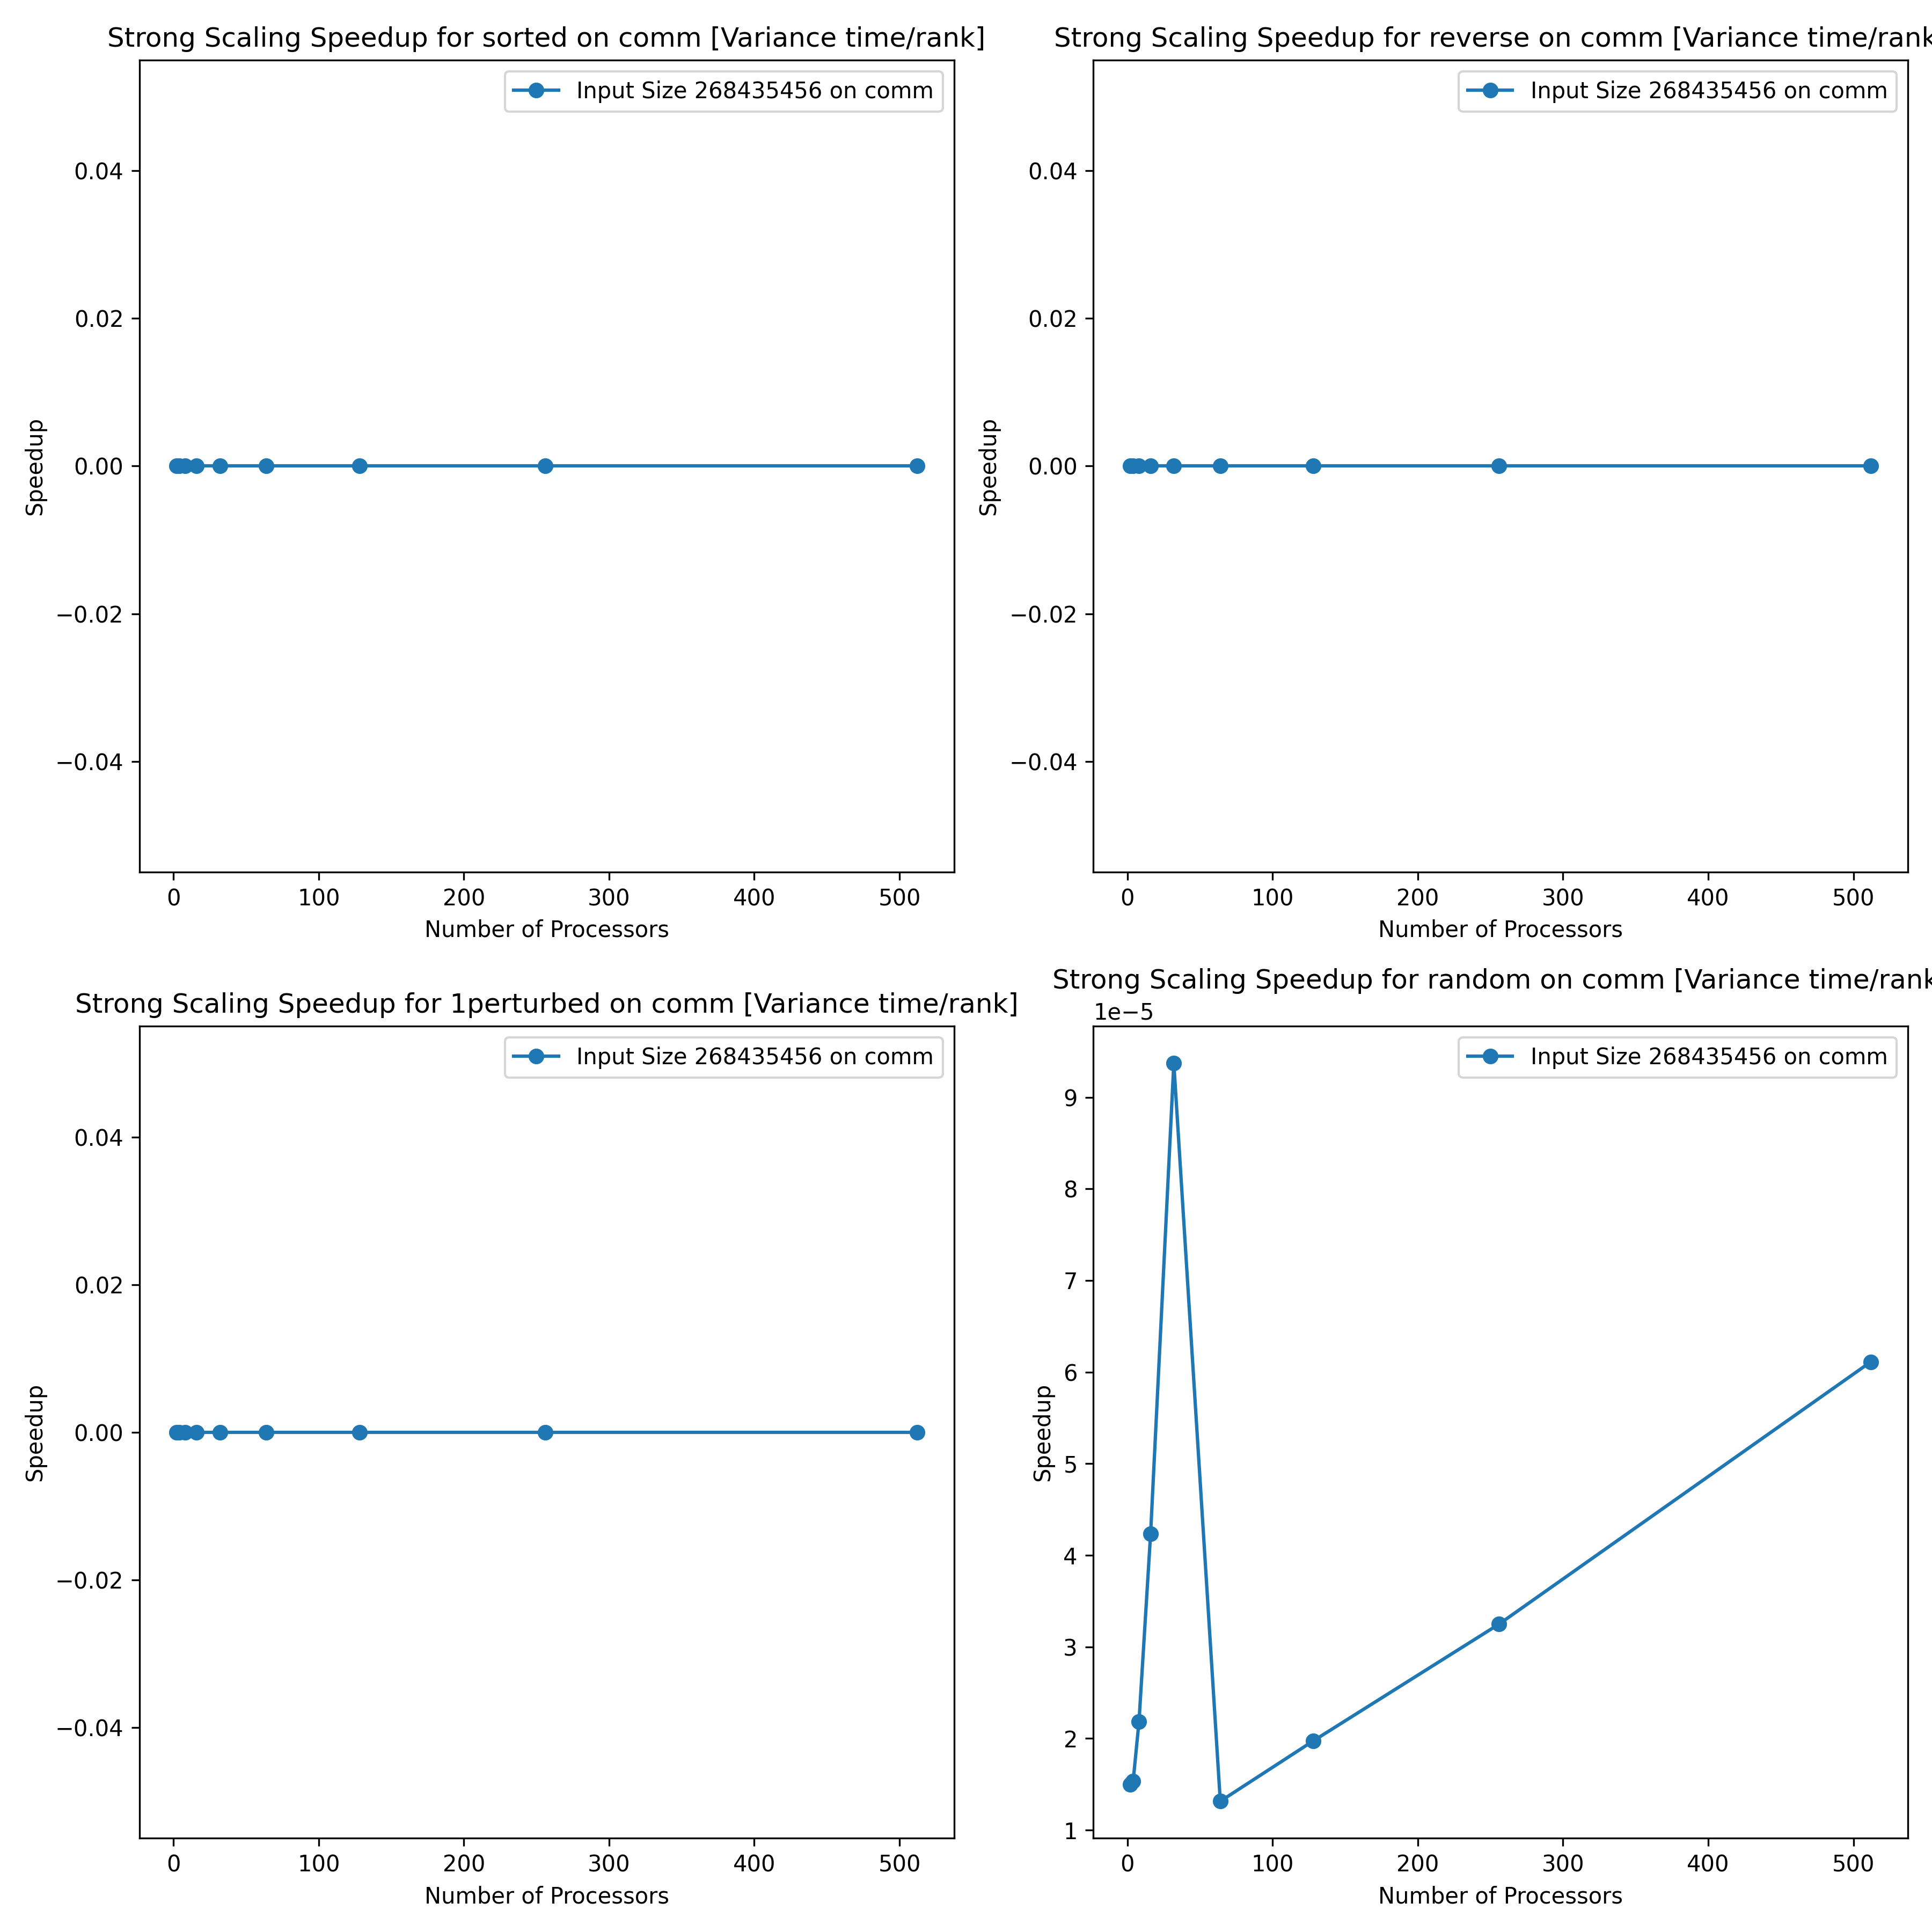 Strong Scaling Speedup for sorted on comm [Variance time/rank]
Input Size 268435456 on comm
0.04
0.02
0.00
−0.02
−0.04
Speedup
0 100 200 300 400 500
Number of Processors
Strong Scaling Speedup for reverse on comm [Variance time/rank
Input Size 268435456 on comm
0.04
0.02
0.00
−0.02
−0.04
Speedup
0 100 200 300 400 500
Number of Processors
Strong Scaling Speedup for 1perturbed on comm [Variance time/rank]
Input Size 268435456 on comm
0.04
0.02
0.00
−0.02
−0.04
Speedup
0 100 200 300 400 500
Number of Processors
Strong Scaling Speedup for random on comm [Variance time/rank
1e−5
Input Size 268435456 on comm
9
8
7
6
5
4
3
2
1
Speedup
0 100 200 300 400 500
Number of Processors